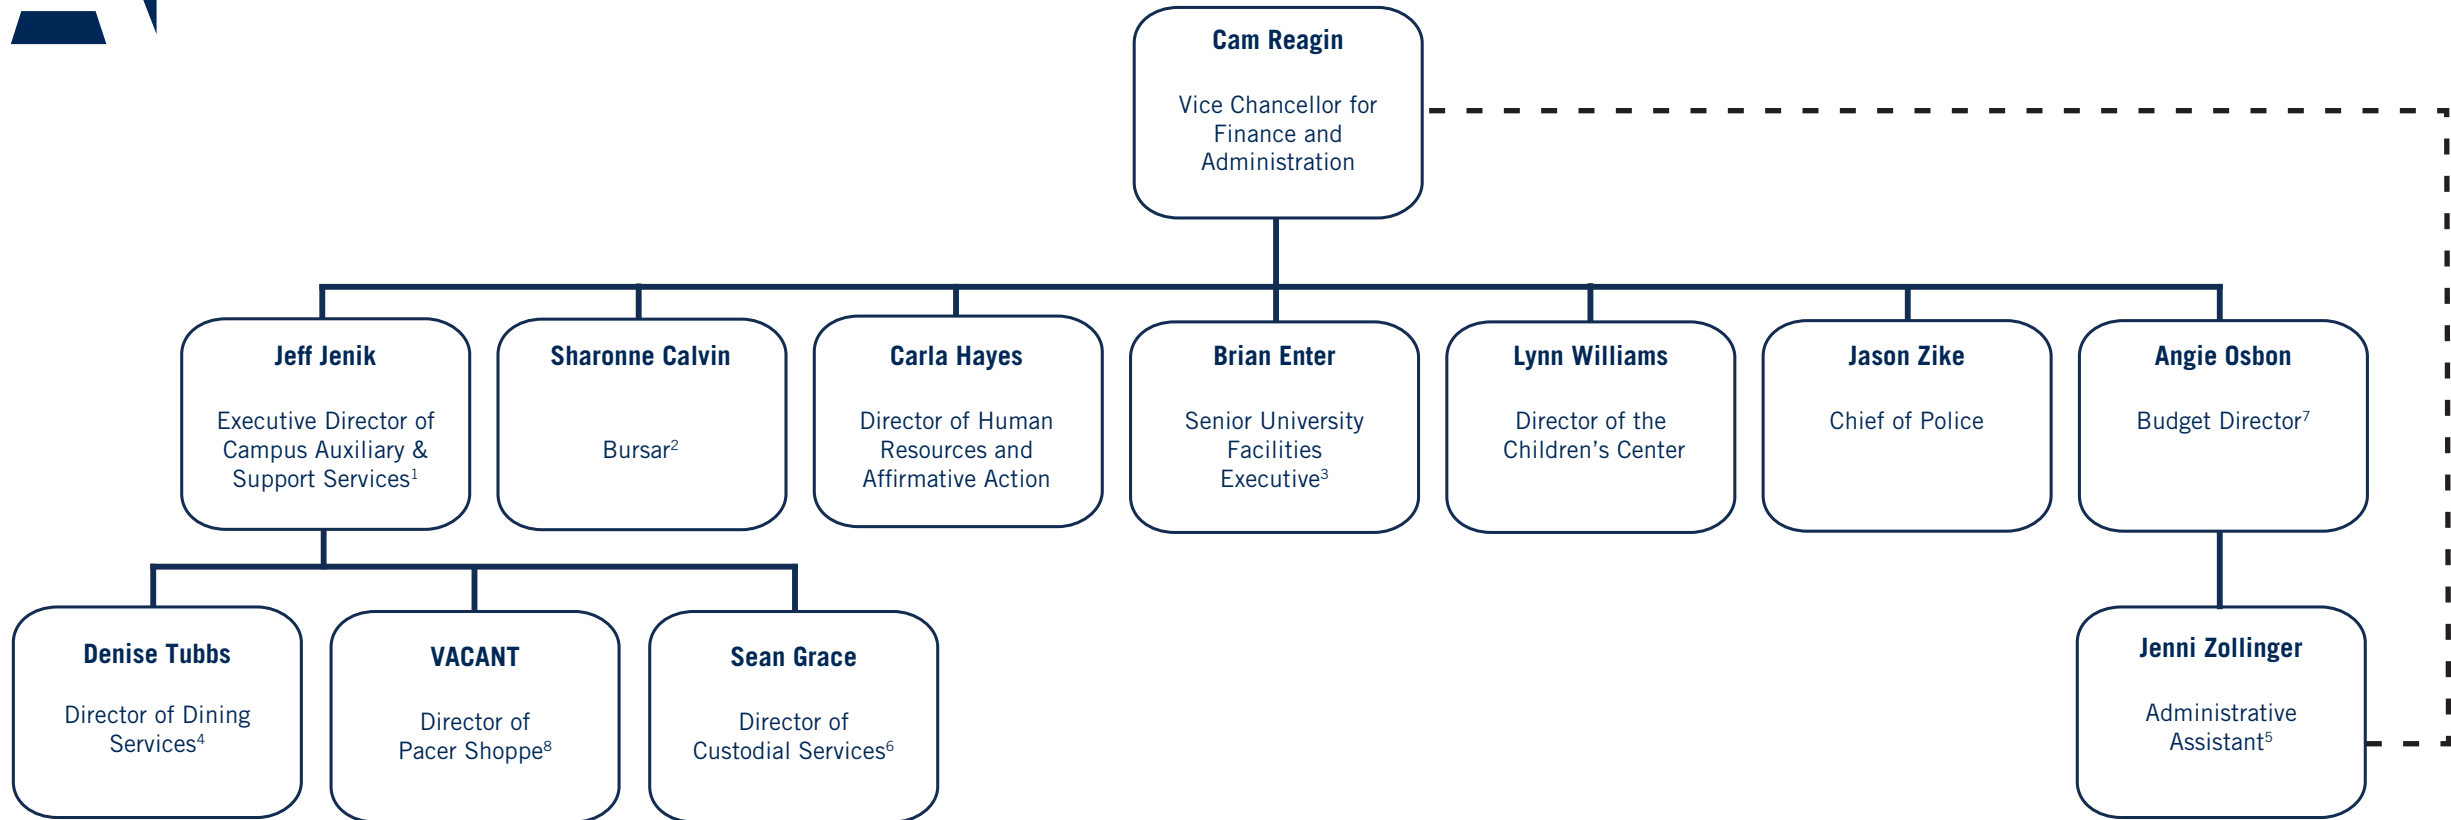 Cam Reagin
Vice Chancellor for
Finance and
Administration
Jeff Jenik
Executive Director of
Campus Auxiliary &
Support Services¹
Sharonne Calvin
Bursar²
Carla Hayes
Director of Human
Resources and
Affirmative Action
Brian Enter
Senior University
Facilities
Executive³
Lynn Williams
Director of the
Children’s Center
Jason Zike
Chief of Police
Angie Osbon
Budget Director⁷
Denise Tubbs
Director of Dining
Services⁴
VACANT
Director of
Pacer Shoppe⁸
Sean Grace
Director of
Custodial Services⁶
Jenni Zollinger
Administrative
Assistant⁵